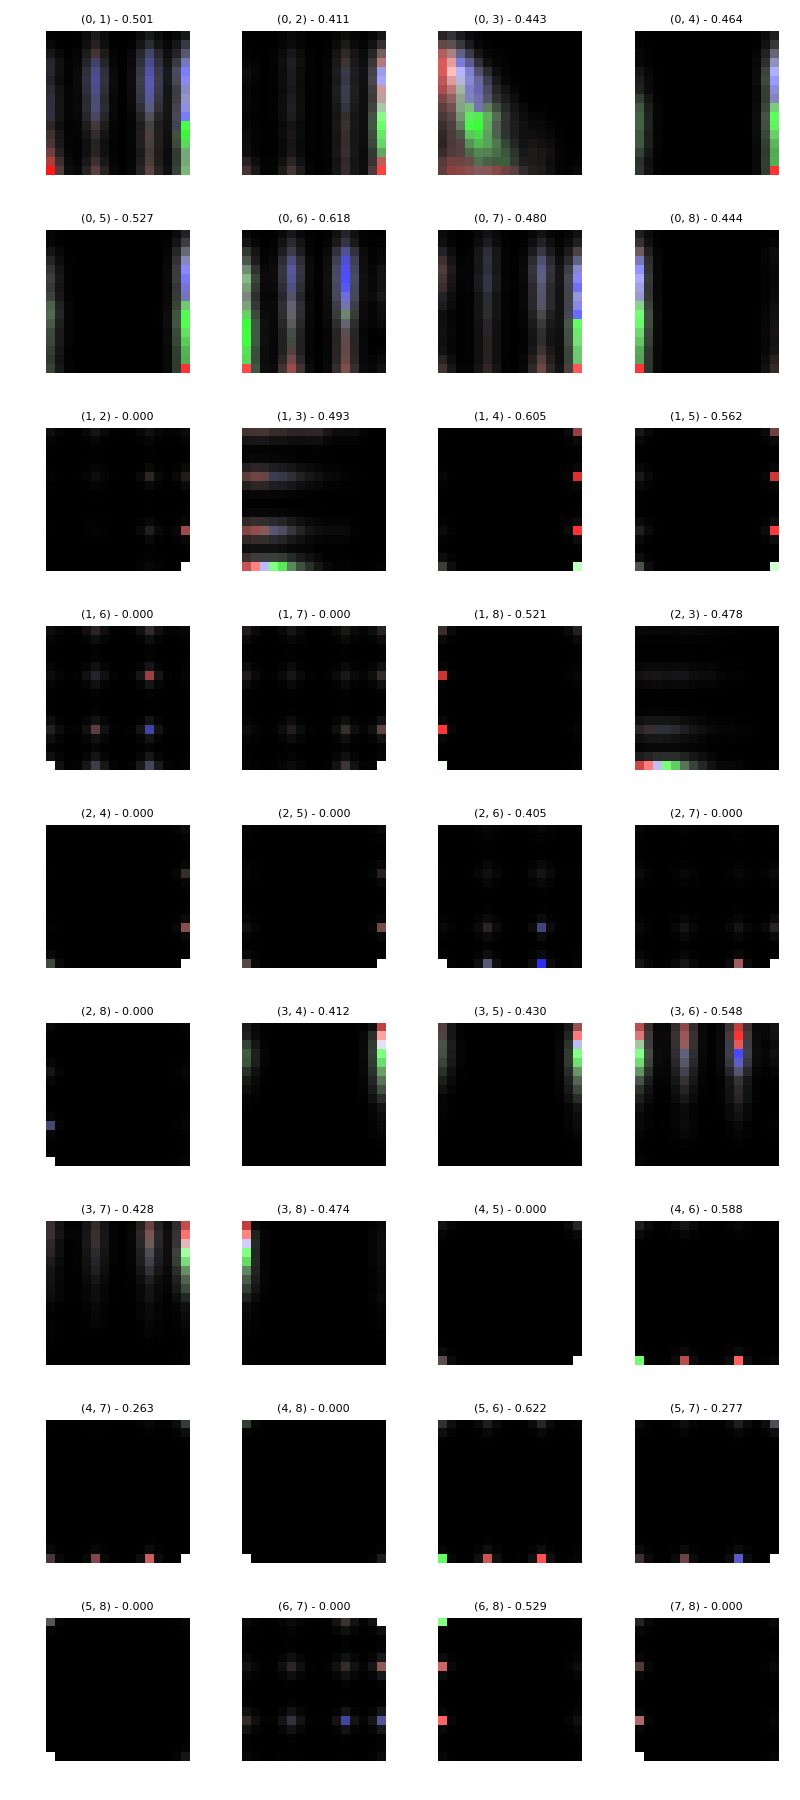 (0, 1) - 0.501 (0, 2) - 0.411 (0, 3) - 0.443 (0, 4) - 0.464
(0, 5) - 0.527 (0, 6) - 0.618 (0, 7) - 0.480 (0, 8) - 0.444
(1, 2) - 0.000 (1, 3) - 0.493 (1, 4) - 0.605 (1, 5) - 0.562
(1, 6) - 0.000 (1, 7) - 0.000 (1, 8) - 0.521 (2, 3) - 0.478
(2, 4) - 0.000 (2, 5) - 0.000 (2, 6) - 0.405 (2, 7) - 0.000
(2, 8) - 0.000 (3, 4) - 0.412 (3, 5) - 0.430 (3, 6) - 0.548
(3, 7) - 0.428 (3, 8) - 0.474 (4, 5) - 0.000 (4, 6) - 0.588
(4, 7) - 0.263 (4, 8) - 0.000 (5, 6) - 0.622 (5, 7) - 0.277
(5, 8) - 0.000 (6, 7) - 0.000 (6, 8) - 0.529 (7, 8) - 0.000